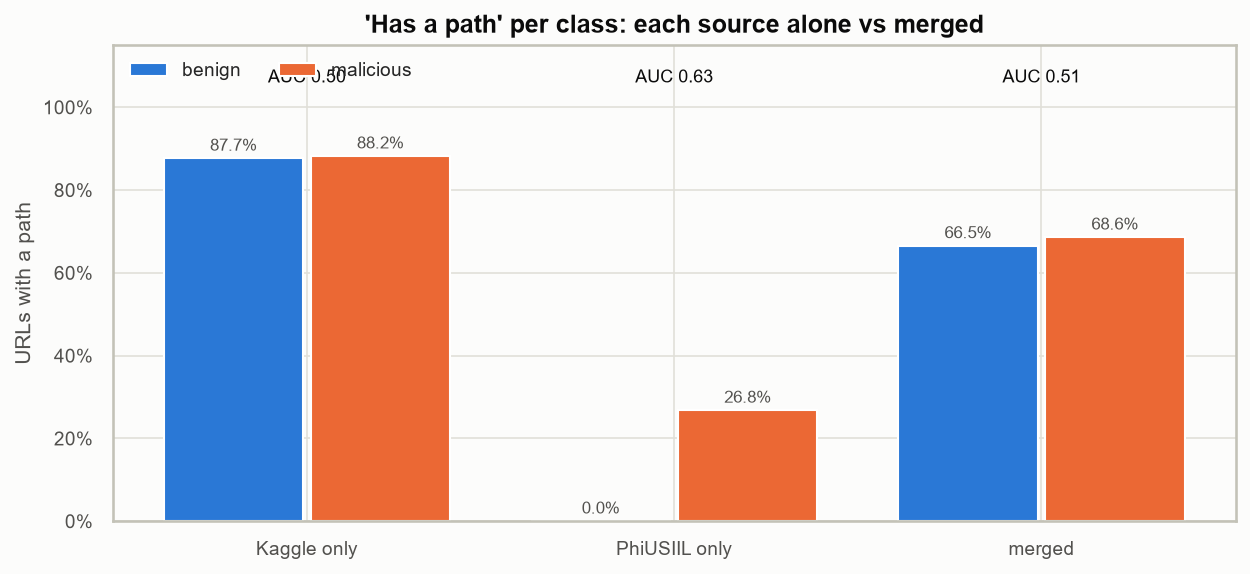 'Has a path' per class: each source alone vs merged
benign
malicious
AUC 0.50
AUC 0.63
AUC 0.51
URLs with a path
100%
80%
60%
40%
20%
0%
87.7%
88.2%
0.0%
26.8%
66.5%
68.6%
Kaggle only
PhiUSIIL only
merged